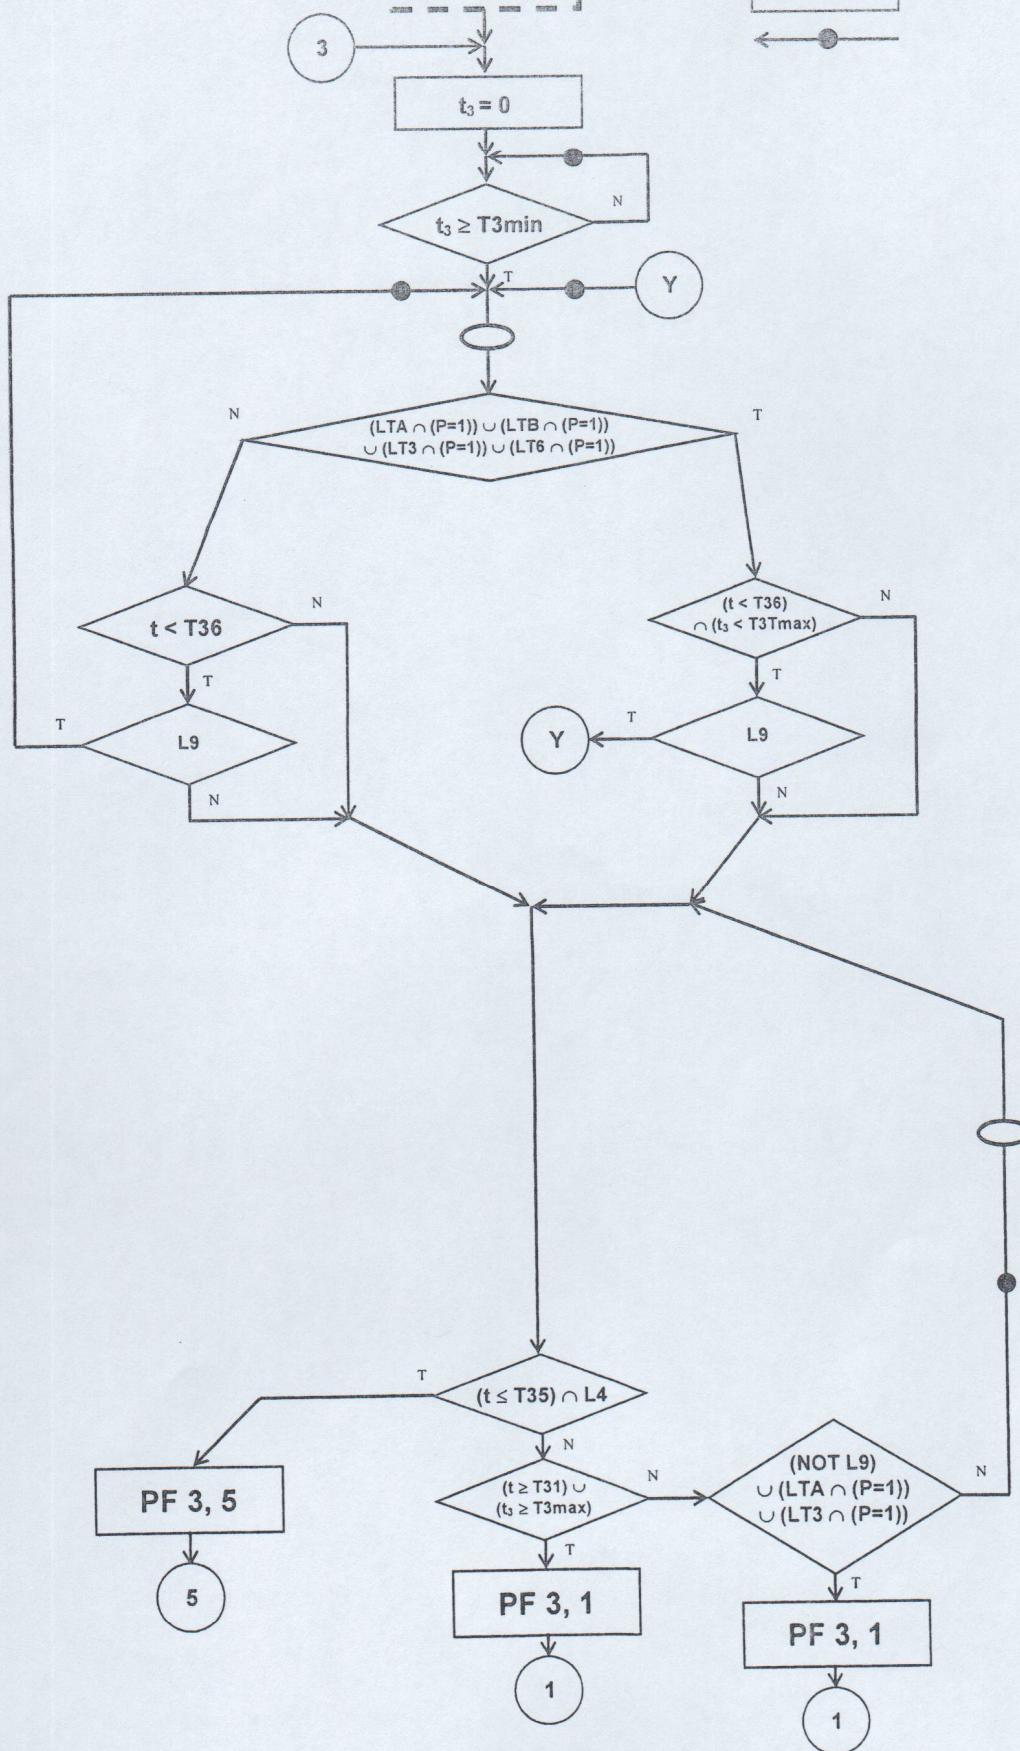 3
t₃ = 0
N
t₃ ≥ T3min
T
Y
N
(LTA ∩ (P=1)) ∪ (LTB ∩ (P=1))
∪ (LT3 ∩ (P=1)) ∪ (LT6 ∩ (P=1))
T
t < T36
N
(t < T36)
∩ (t₃ < T3Tmax)
N
T
T
T
L9
N
Y
T
L9
N
T
(t ≤ T35) ∩ L4
N
PF 3, 5
5
(t ≥ T31) ∪
(t₃ ≥ T3max)
N
T
PF 3, 1
1
(NOT L9)
∪ (LTA ∩ (P=1))
∪ (LT3 ∩ (P=1))
N
T
PF 3, 1
1